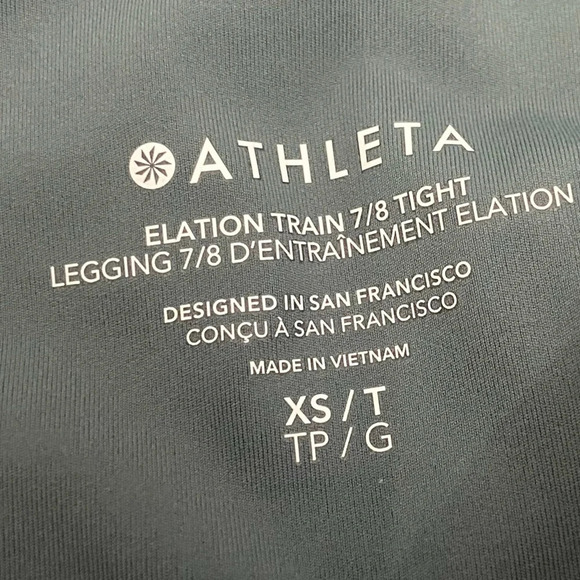 ATHLETA
ELATION TRAIN 7/8 TIGHT
LEGGING 7/8 D'ENTRAÎNEMENT ELATION
DESIGNED IN SAN FRANCISCO
CONÇU À SAN FRANCISCO
MADE IN VIETNAM
XS / T
TP / G